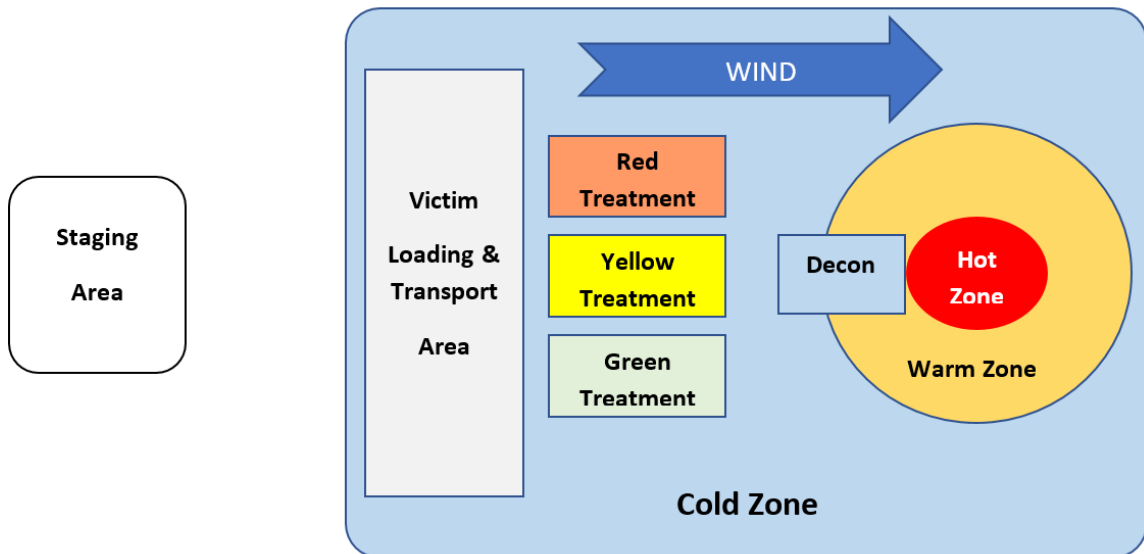 WIND
Staging
Area
Victim
Loading &
Transport
Area
Red
Treatment
Yellow
Treatment
Green
Treatment
Decon
Hot
Zone
Warm Zone
Cold Zone